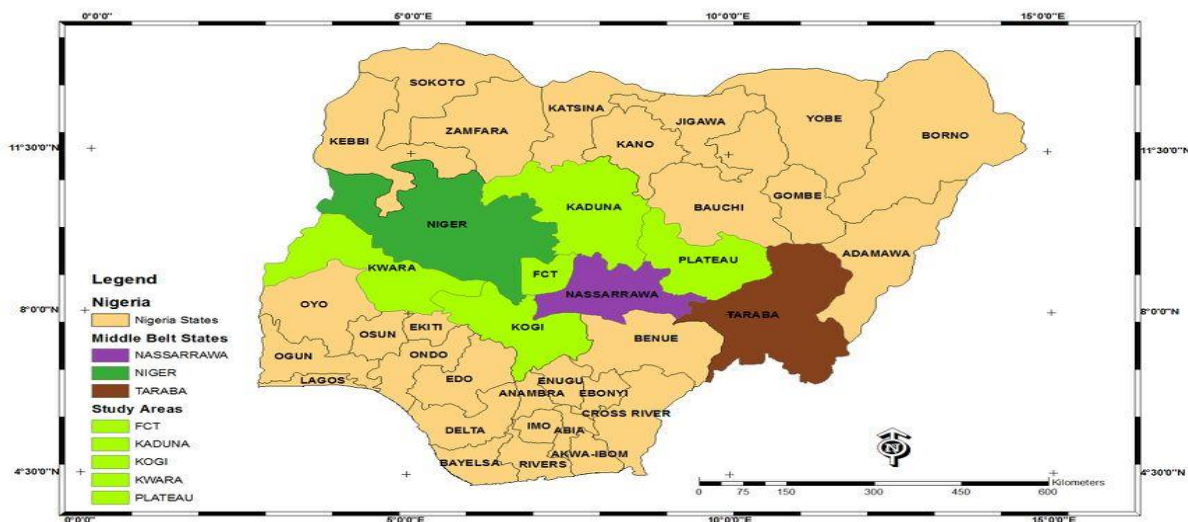 0°0'0" 5°0'0"E 10°0'0"E 15°0'0"E
SOKOTO
KATSINA
JIGAWA
YOBE
ZAMFARA
BORNO
KEBBI
KANO
11°30'0"N 11°30'0"N
GOMBE
BAUCHI
KADUNA
NIGER
ADAMAWA
PLATEAU
KWARA
FCT
NASSARRAWA
OYO
TARABA
KOGI
EKITI
OSUN
BENUE
ONDO
OGUN
LAGOS
EDO
ENUGU
ANAMBRA
EBONYI
CROSS RIVER
DELTA
IMO
ABIA
AKWA-IBOM
BAYELSA
RIVERS
8°0'0"N 8°0'0"N
Legend
Nigeria
Nigeria States
Middle Belt States
NASSARRAWA
NIGER
TARABA
Study Areas
FCT
KADUNA
KOGI
KWARA
PLATEAU
N
Kilometers
0 37.5 75 150 300 450 600
4°30'0"N 4°30'0"N
0°0'0" 5°0'0"E 10°0'0"E 15°0'0"E